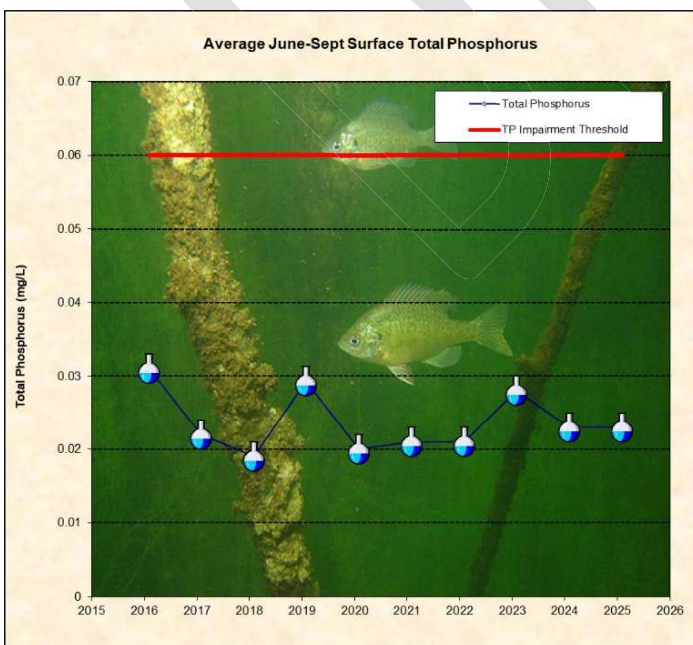 Average June-Sept Surface Total Phosphorus
Total Phosphorus
TP Impairment Threshold
Total Phosphorus (mg/L)
0.07
0.06
0.05
0.04
0.03
0.02
0.01
0
2015 2016 2017 2018 2019 2020 2021 2022 2023 2024 2025 2026